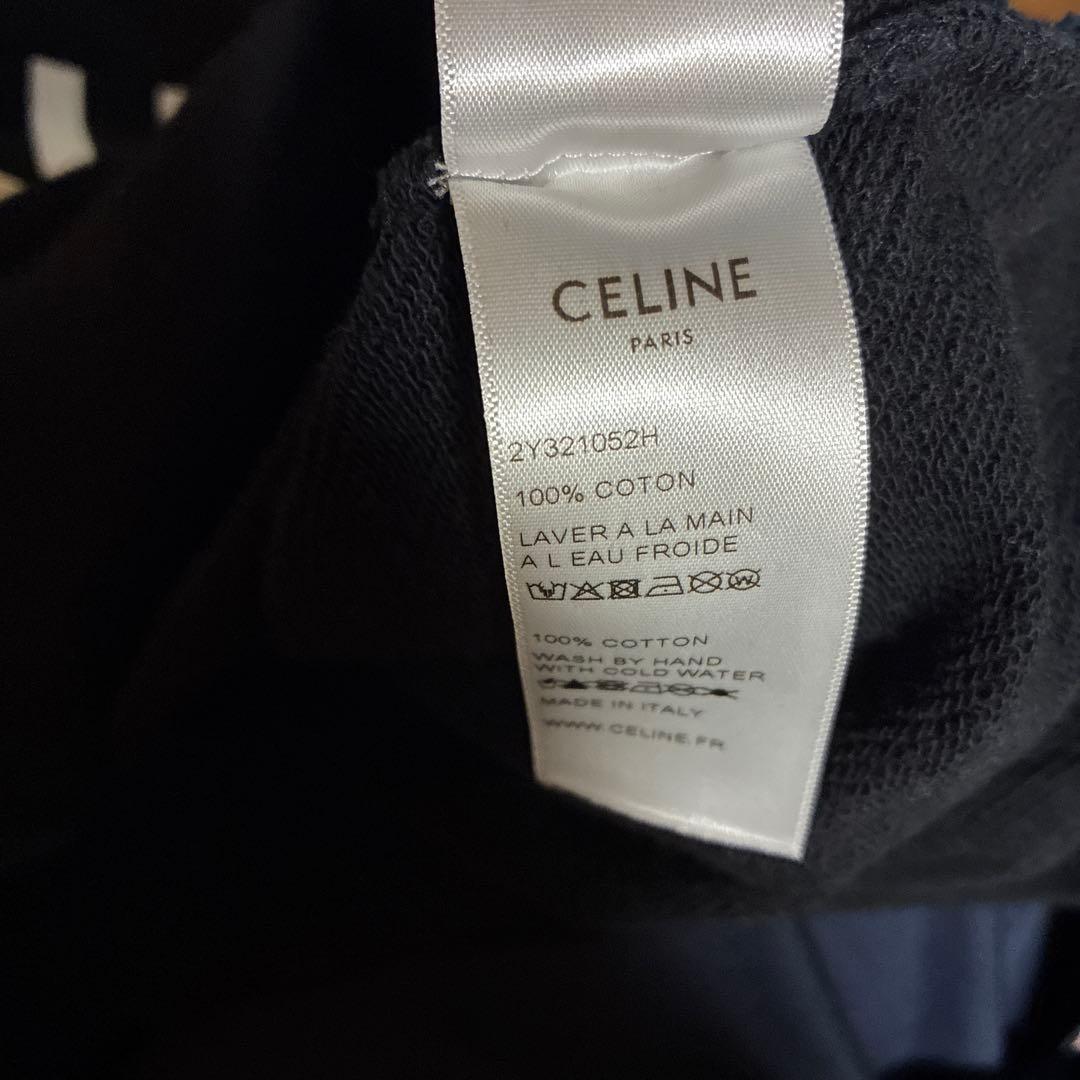 CELINE
PARIS
2Y321052H
100% COTON
LAVER A LA MAIN
A L EAU FROIDE
W
100% COTTON
WASH BY HAND
WITH COLD WATER
MADE IN ITALY
WWW.CELINE.FR